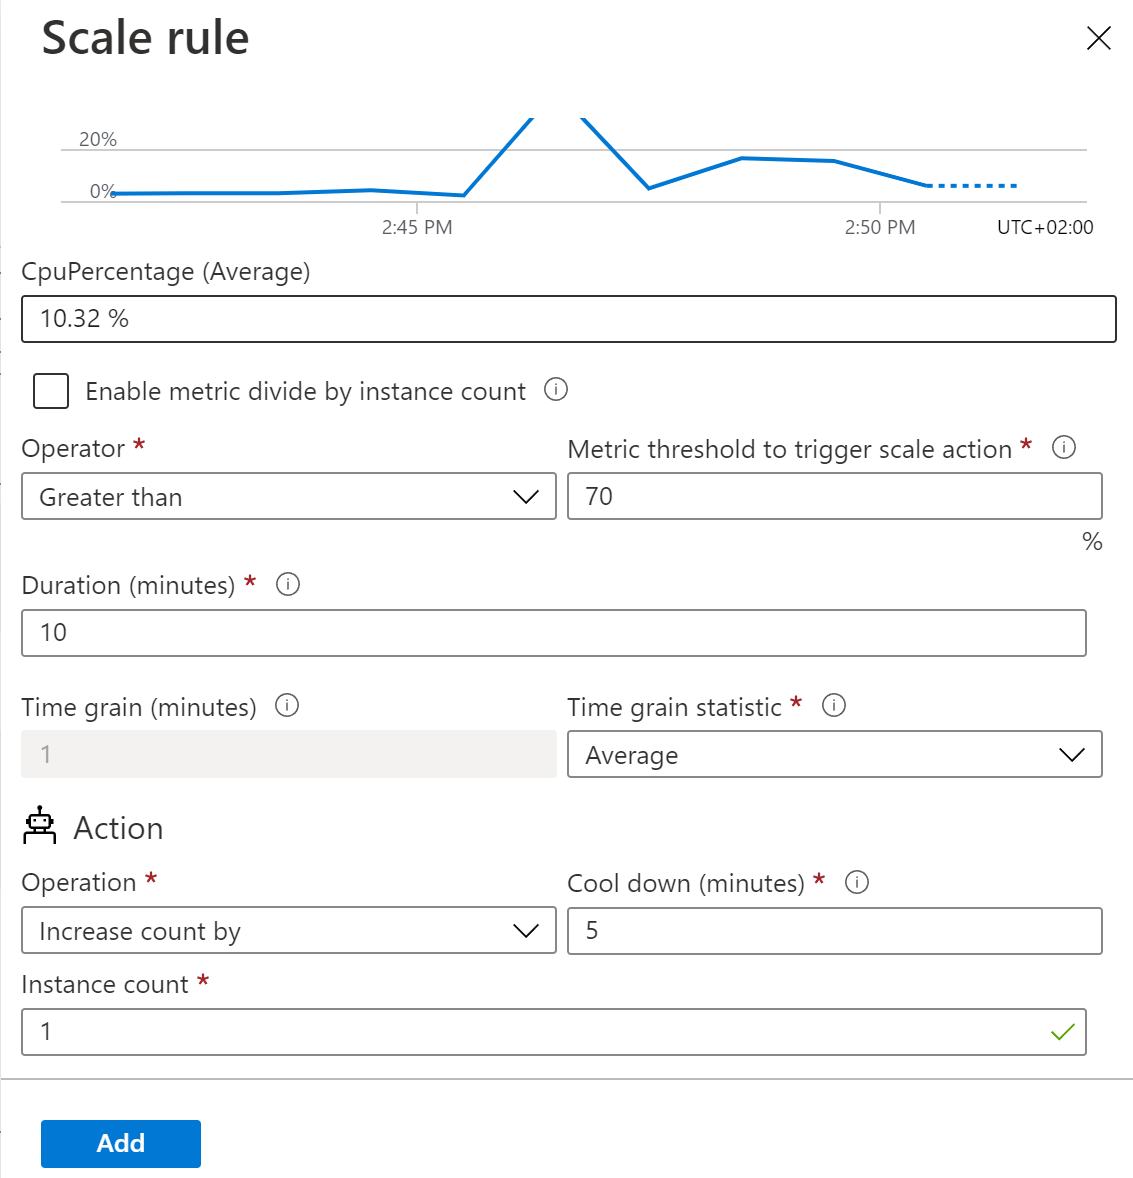 Scale rule
20%
0%
2:45 PM 2:50 PM UTC+02:00
CpuPercentage (Average)
10.32 %
Enable metric divide by instance count
Operator * Metric threshold to trigger scale action *
Greater than 70
%
Duration (minutes) *
10
Time grain (minutes) Time grain statistic *
1 Average
Action
Operation * Cool down (minutes) *
Increase count by 5
Instance count *
1
Add